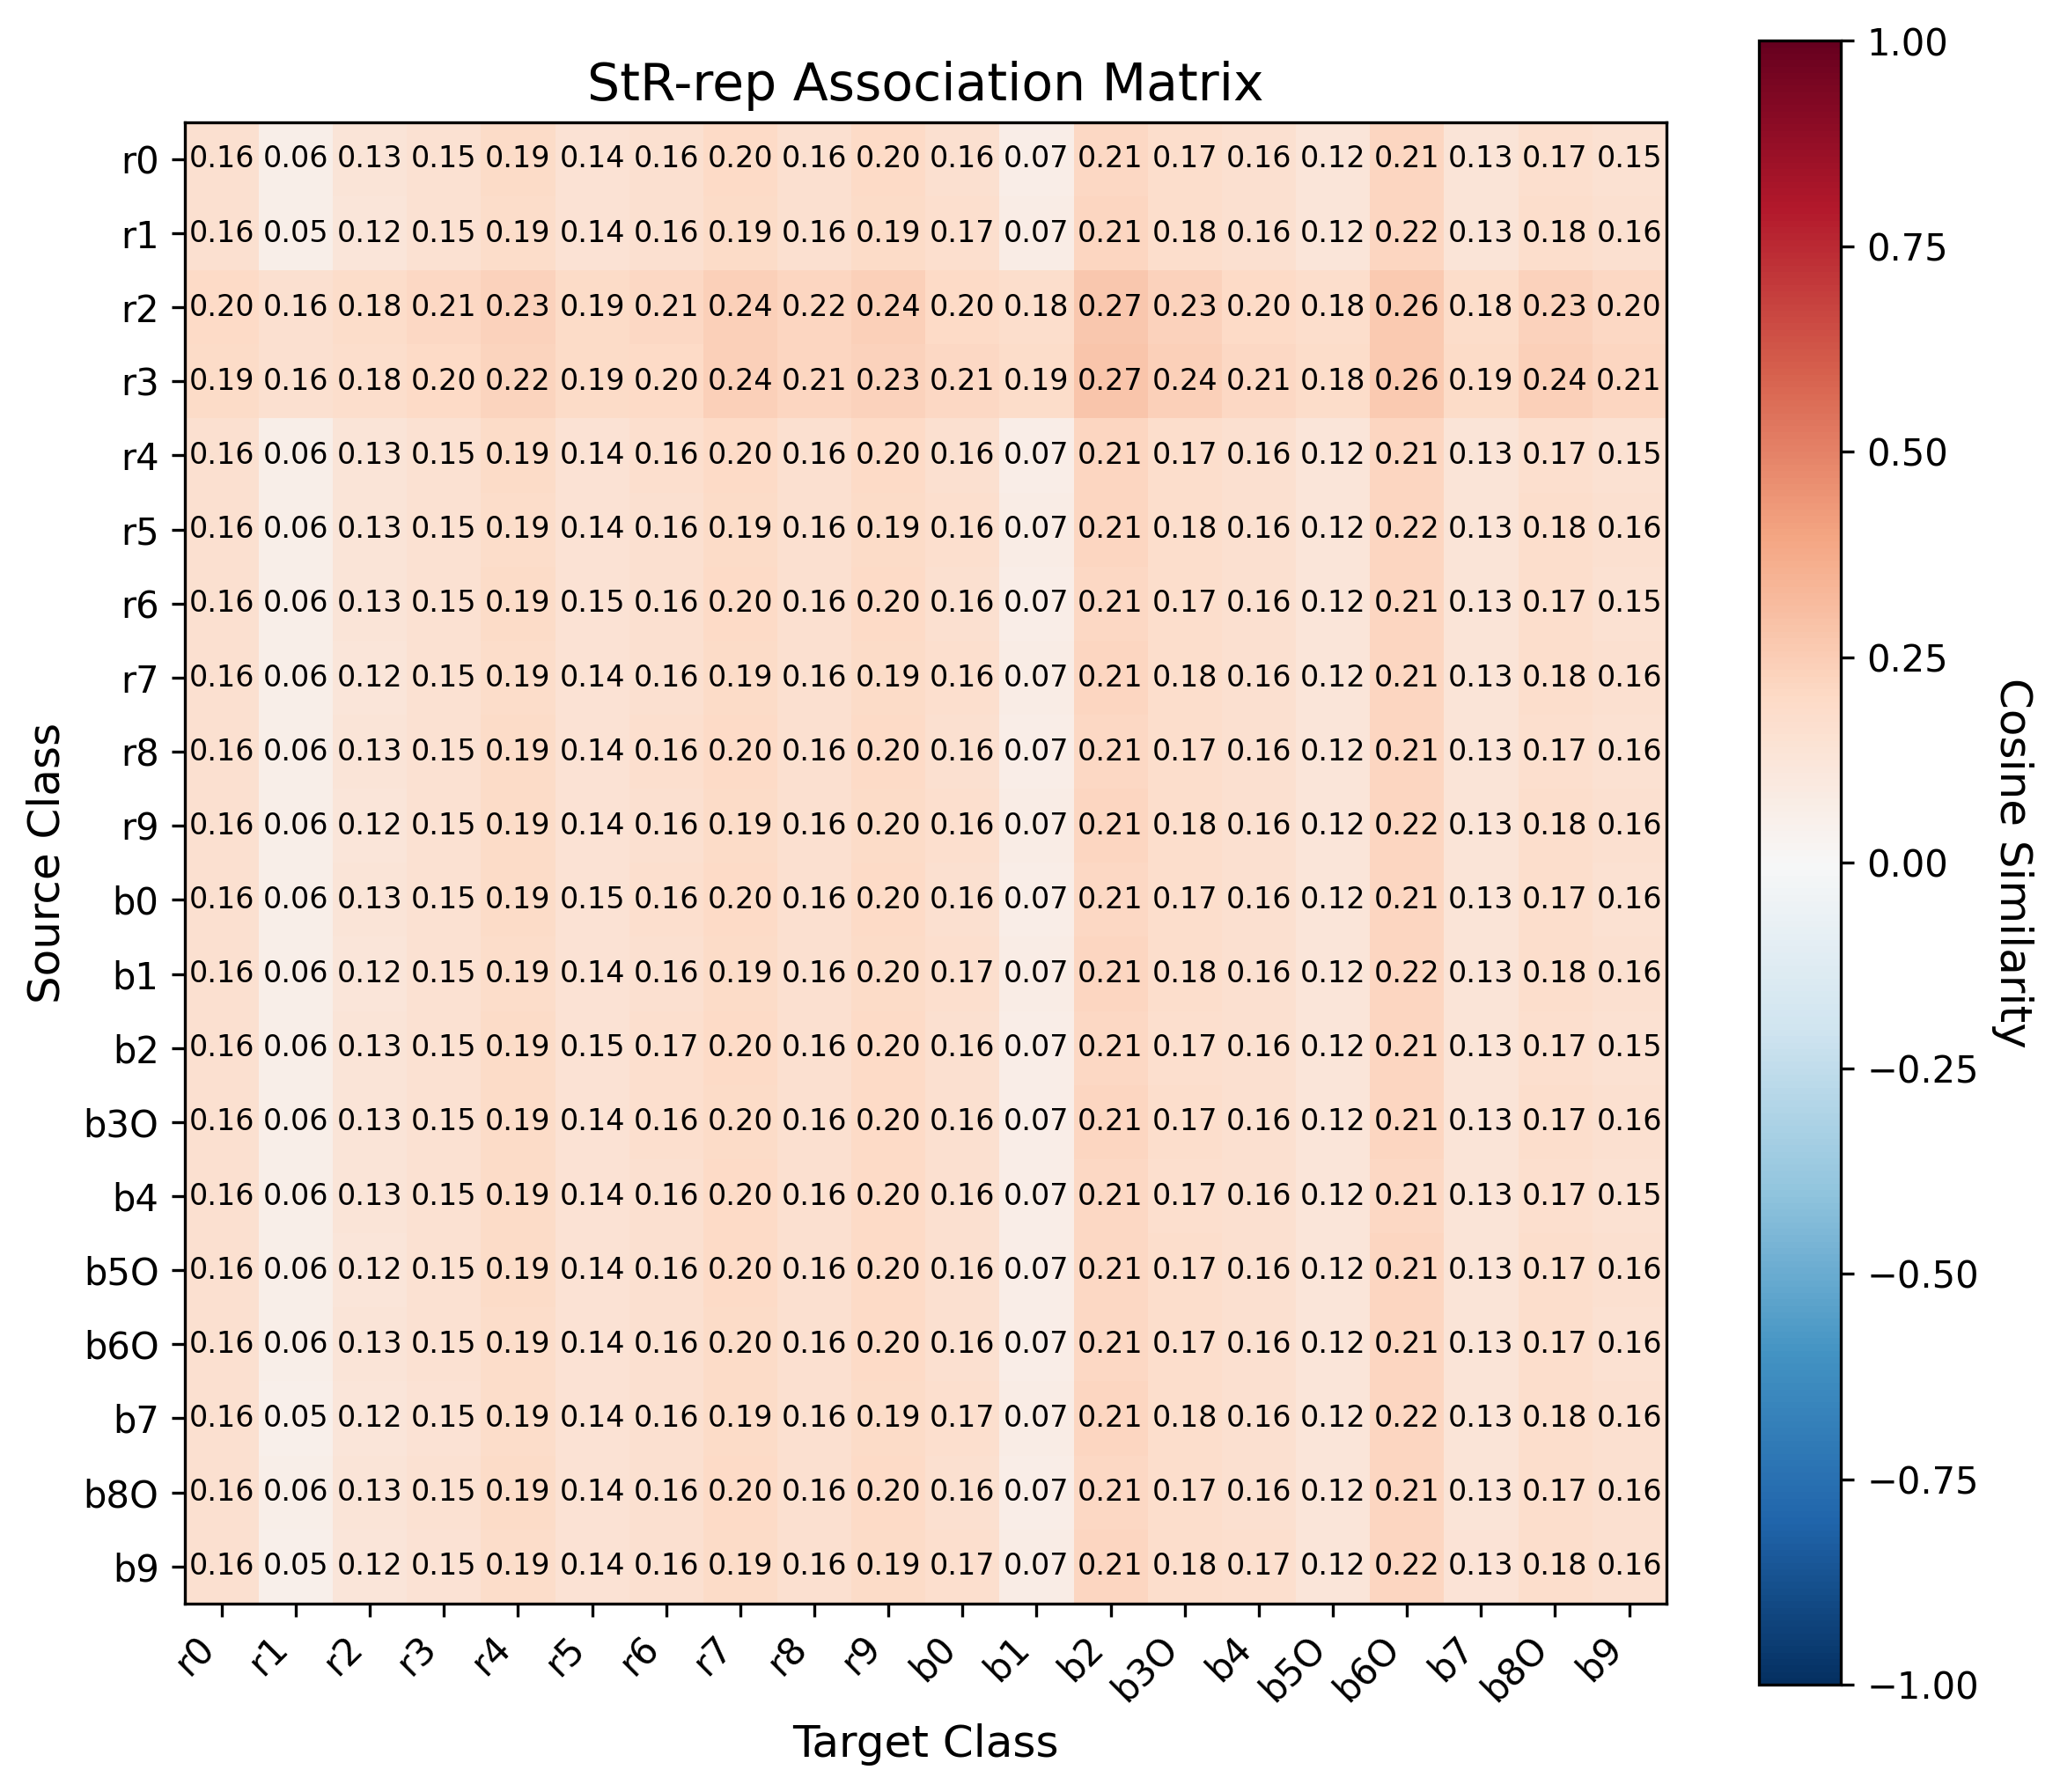 StR-rep Association Matrix
r0 0.16 0.06 0.13 0.15 0.19 0.14 0.16 0.20 0.16 0.20 0.16 0.07 0.21 0.17 0.16 0.12 0.21 0.13 0.17 0.15
r1 0.16 0.05 0.12 0.15 0.19 0.14 0.16 0.19 0.16 0.19 0.17 0.07 0.21 0.18 0.16 0.12 0.22 0.13 0.18 0.16
r2 0.20 0.16 0.18 0.21 0.23 0.19 0.21 0.24 0.22 0.24 0.20 0.18 0.27 0.23 0.20 0.18 0.26 0.18 0.23 0.20
r3 0.19 0.16 0.18 0.20 0.22 0.19 0.20 0.24 0.21 0.23 0.21 0.19 0.27 0.24 0.21 0.18 0.26 0.19 0.24 0.21
r4 0.16 0.06 0.13 0.15 0.19 0.14 0.16 0.20 0.16 0.20 0.16 0.07 0.21 0.17 0.16 0.12 0.21 0.13 0.17 0.15
r5 0.16 0.06 0.13 0.15 0.19 0.14 0.16 0.19 0.16 0.19 0.16 0.07 0.21 0.18 0.16 0.12 0.22 0.13 0.18 0.16
r6 0.16 0.06 0.13 0.15 0.19 0.15 0.16 0.20 0.16 0.20 0.16 0.07 0.21 0.17 0.16 0.12 0.21 0.13 0.17 0.15
r7 0.16 0.06 0.12 0.15 0.19 0.14 0.16 0.19 0.16 0.19 0.16 0.07 0.21 0.18 0.16 0.12 0.21 0.13 0.18 0.16
r8 0.16 0.06 0.13 0.15 0.19 0.14 0.16 0.20 0.16 0.20 0.16 0.07 0.21 0.17 0.16 0.12 0.21 0.13 0.17 0.16
r9 0.16 0.06 0.12 0.15 0.19 0.14 0.16 0.19 0.16 0.20 0.16 0.07 0.21 0.18 0.16 0.12 0.22 0.13 0.18 0.16
b0 0.16 0.06 0.13 0.15 0.19 0.15 0.16 0.20 0.16 0.20 0.16 0.07 0.21 0.17 0.16 0.12 0.21 0.13 0.17 0.16
b1 0.16 0.06 0.12 0.15 0.19 0.14 0.16 0.19 0.16 0.20 0.17 0.07 0.21 0.18 0.16 0.12 0.22 0.13 0.18 0.16
b2 0.16 0.06 0.13 0.15 0.19 0.15 0.17 0.20 0.16 0.20 0.16 0.07 0.21 0.17 0.16 0.12 0.21 0.13 0.17 0.15
b3O 0.16 0.06 0.13 0.15 0.19 0.14 0.16 0.20 0.16 0.20 0.16 0.07 0.21 0.17 0.16 0.12 0.21 0.13 0.17 0.16
b4 0.16 0.06 0.13 0.15 0.19 0.14 0.16 0.20 0.16 0.20 0.16 0.07 0.21 0.17 0.16 0.12 0.21 0.13 0.17 0.15
b5O 0.16 0.06 0.12 0.15 0.19 0.14 0.16 0.20 0.16 0.20 0.16 0.07 0.21 0.17 0.16 0.12 0.21 0.13 0.17 0.16
b6O 0.16 0.06 0.13 0.15 0.19 0.14 0.16 0.20 0.16 0.20 0.16 0.07 0.21 0.17 0.16 0.12 0.21 0.13 0.17 0.16
b7 0.16 0.05 0.12 0.15 0.19 0.14 0.16 0.19 0.16 0.19 0.17 0.07 0.21 0.18 0.16 0.12 0.22 0.13 0.18 0.16
b8O 0.16 0.06 0.13 0.15 0.19 0.14 0.16 0.20 0.16 0.20 0.16 0.07 0.21 0.17 0.16 0.12 0.21 0.13 0.17 0.16
b9 0.16 0.05 0.12 0.15 0.19 0.14 0.16 0.19 0.16 0.19 0.17 0.07 0.21 0.18 0.17 0.12 0.22 0.13 0.18 0.16
r0 r1 r2 r3 r4 r5 r6 r7 r8 r9 b0 b1 b2 b3O b4 b5O b6O b7 b8O b9
Target Class
Source Class
1.00
0.75
0.50
0.25
0.00
−0.25
−0.50
−0.75
−1.00
Cosine Similarity